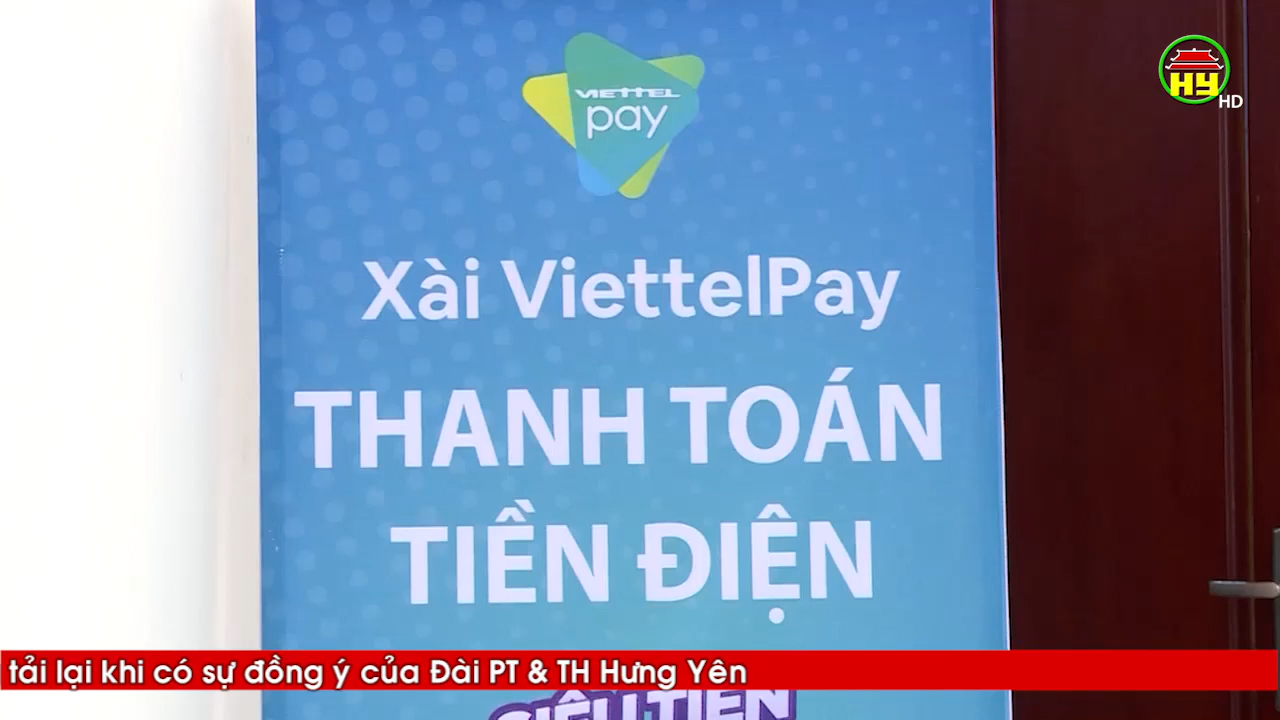 VIETTEL
pay
HY
HD
Xài ViettelPay
THANH TOÁN
TIỀN ĐIỆN
tải lại khi có sự đồng ý của Đài PT & TH Hưng Yên